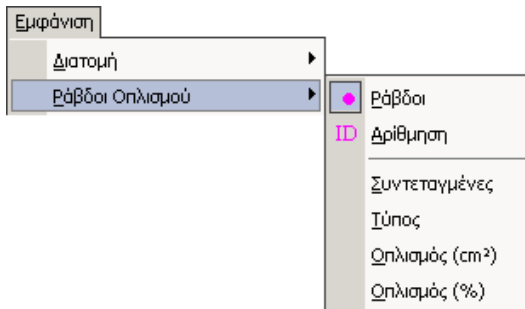 Εμφάνιση
Διατομή
Ράβδοι Οπλισμού
Ράβδοι
ID Αρίθμηση
Συντεταγμένες
Τύπος
Οπλισμός (cm²)
Οπλισμός (%)